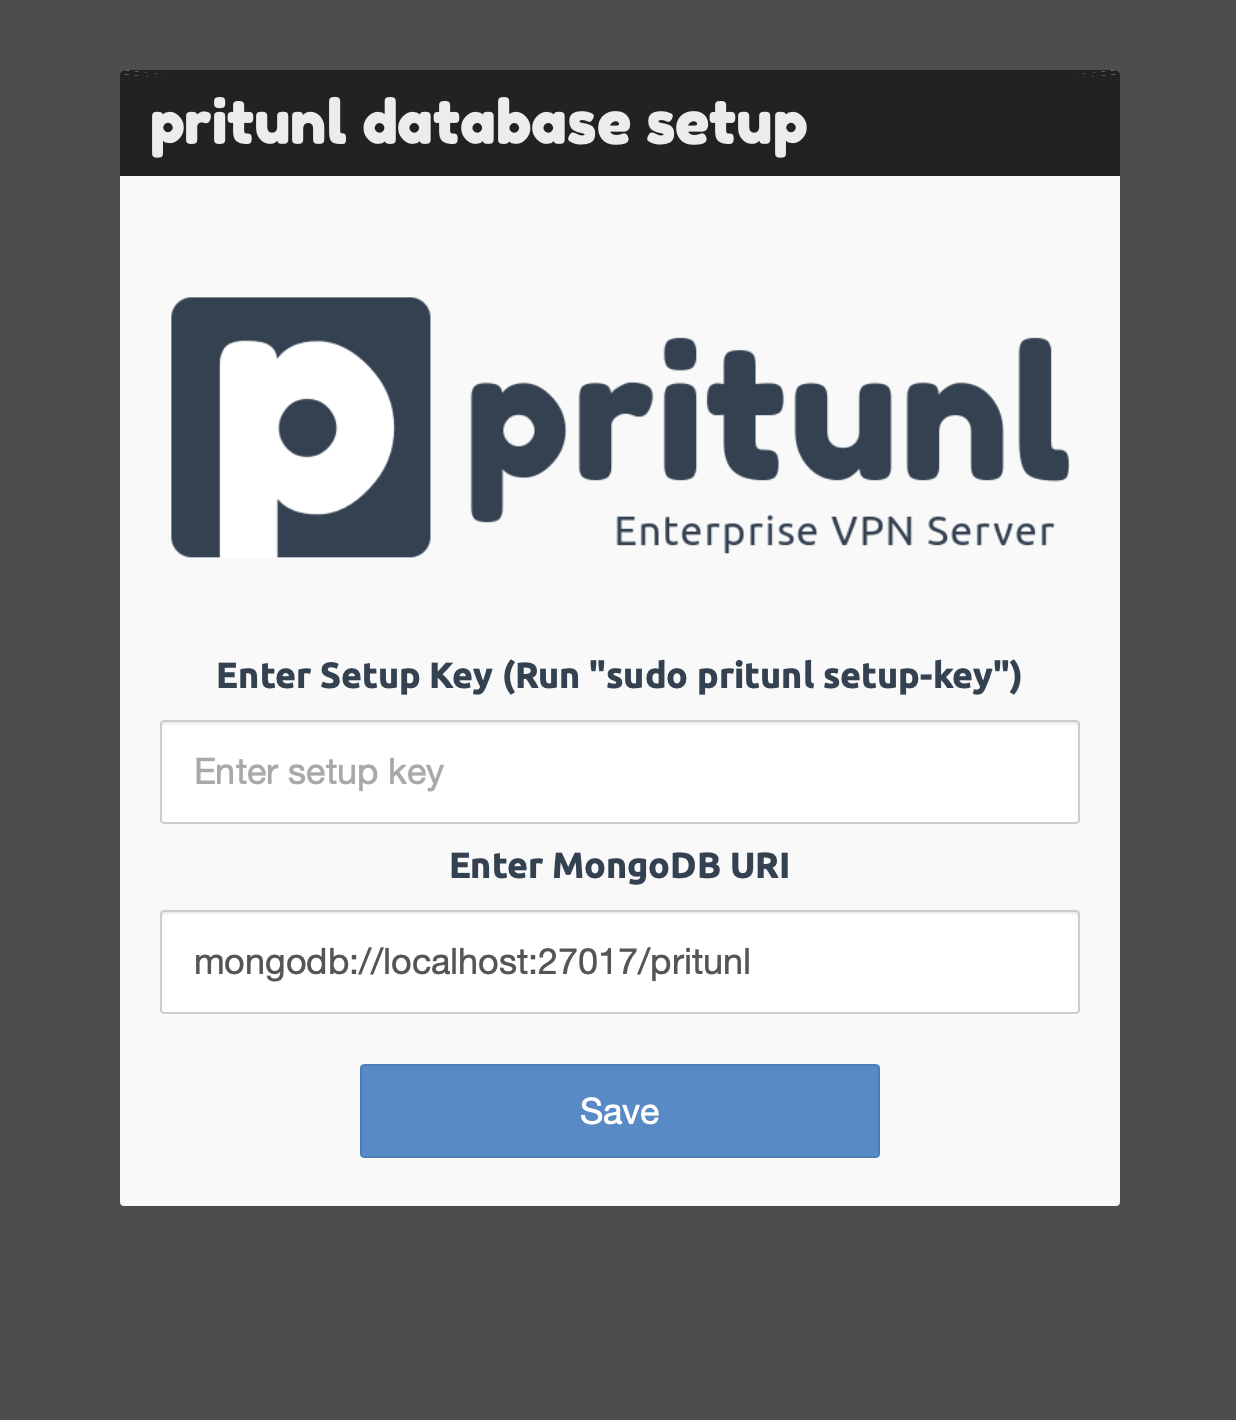 pritunl database setup
p pritunl
Enterprise VPN Server
Enter Setup Key (Run "sudo pritunl setup-key")
Enter setup key
Enter MongoDB URI
mongodb://localhost:27017/pritunl
Save